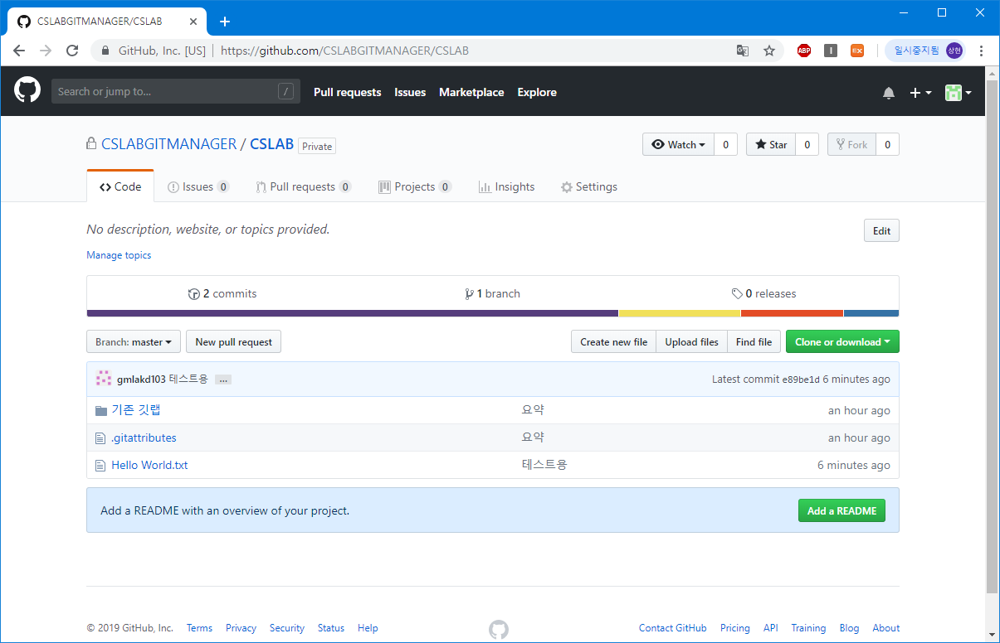 CSLABGITMANAGER/CSLAB
GitHub, Inc. [US] | https://github.com/CSLABGITMANAGER/CSLAB ABP I 일시중지됨 상현
Search or jump to... / Pull requests Issues Marketplace Explore
CSLABGITMANAGER / CSLAB Private Watch 0 Star 0 Fork 0
Code Issues 0 Pull requests 0 Projects 0 Insights Settings
No description, website, or topics provided. Edit
Manage topics
2 commits 1 branch 0 releases
Branch: master New pull request Create new file Upload files Find file Clone or download
gmlakd103 테스트용 ... Latest commit e89be1d 6 minutes ago
기존 깃랩 요약 an hour ago
.gitattributes 요약 an hour ago
Hello World.txt 테스트용 6 minutes ago
Add a README with an overview of your project. Add a README
© 2019 GitHub, Inc. Terms Privacy Security Status Help Contact GitHub Pricing API Training Blog About